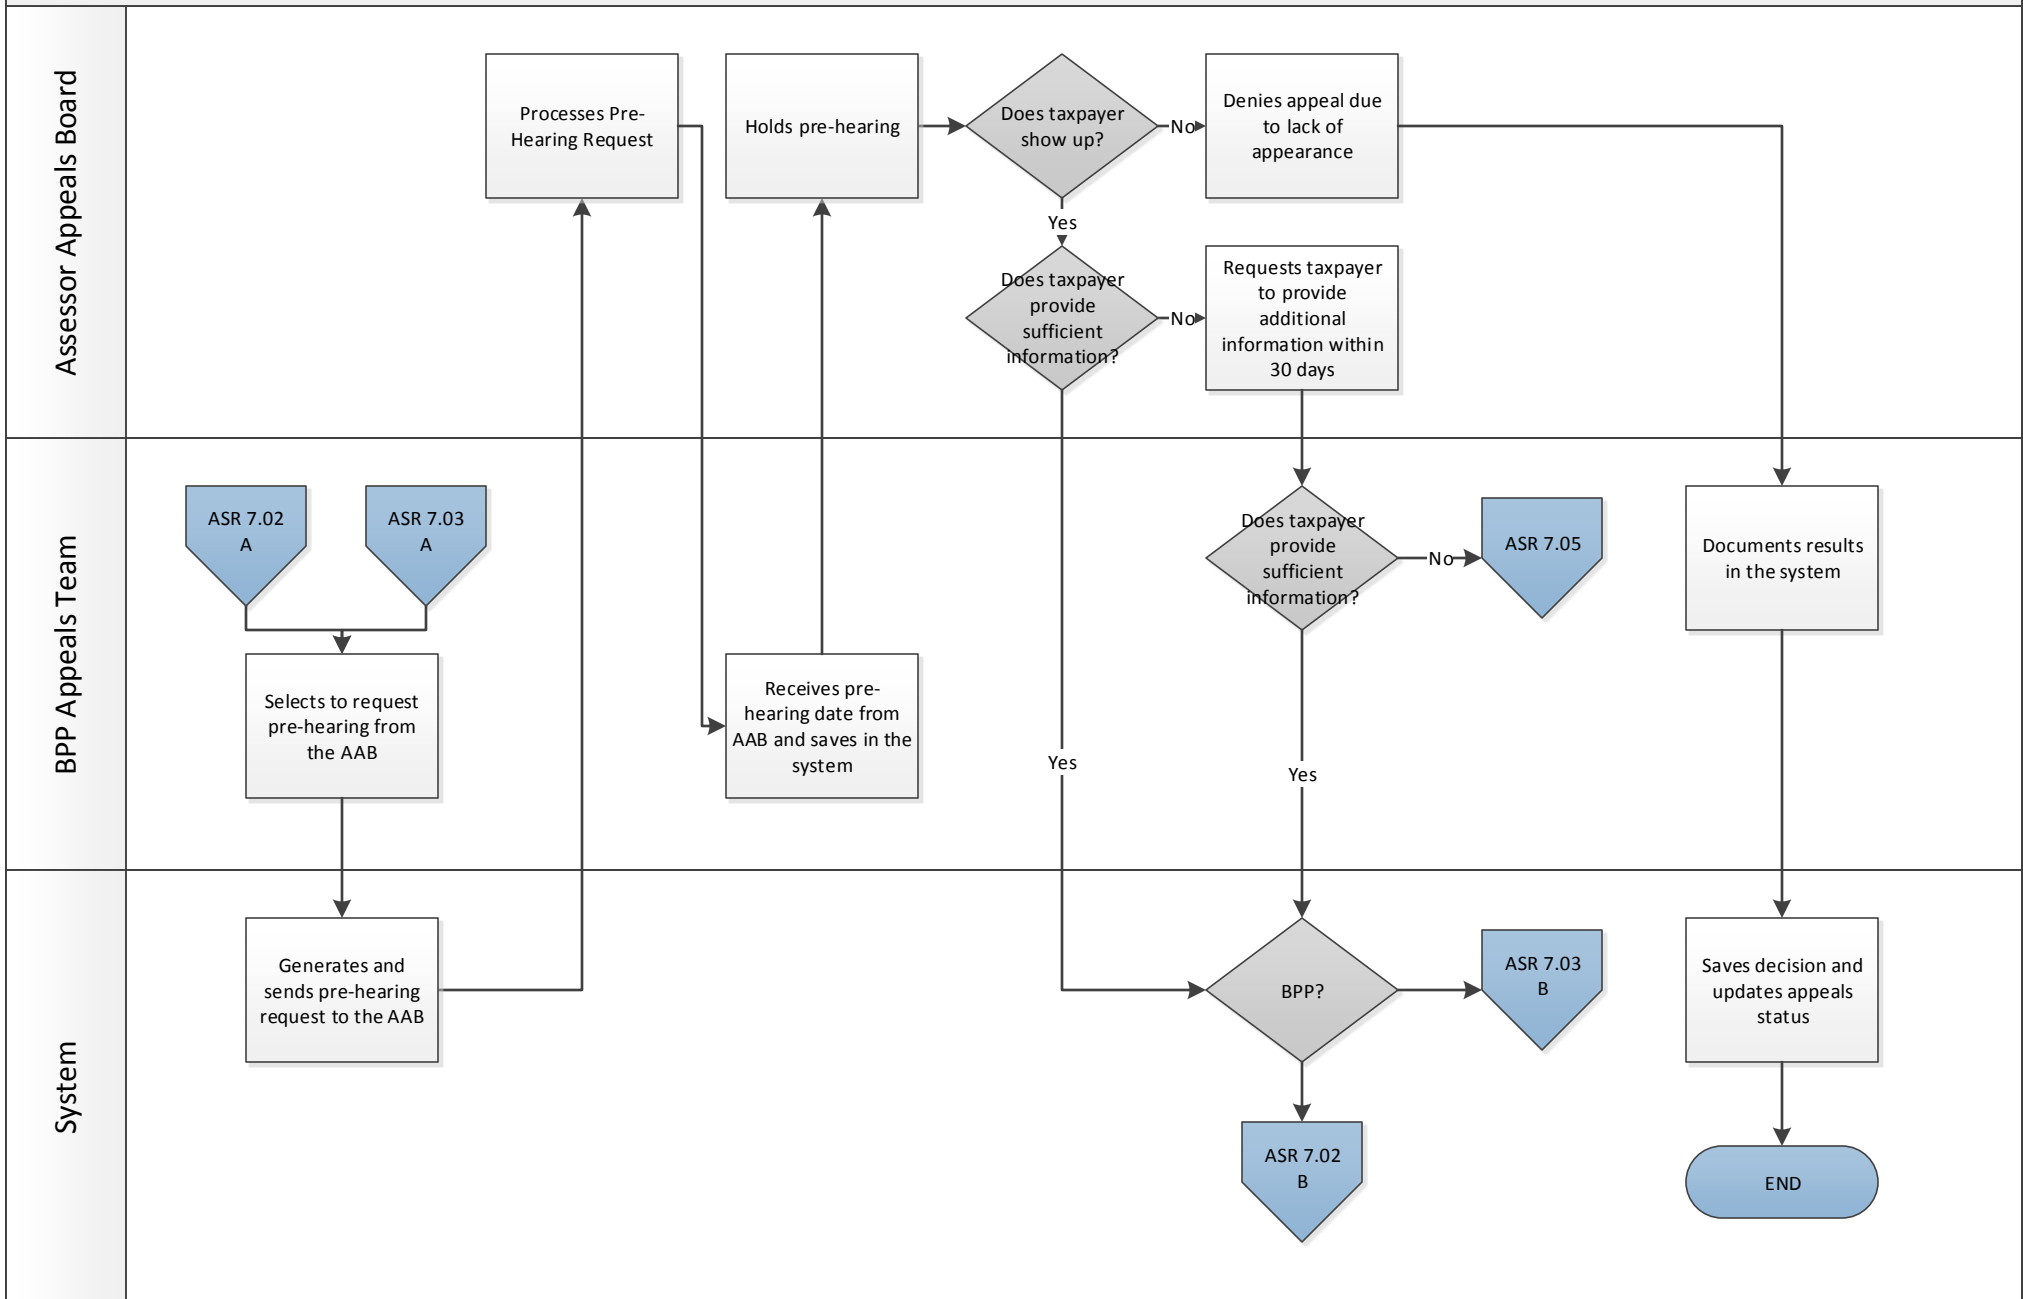 Assessor Appeals Board
Processes Pre-
Hearing Request
Holds pre-hearing
Does taxpayer
show up?
No
Denies appeal due
to lack of
appearance
Yes
Does taxpayer
provide
sufficient
information?
No
Requests taxpayer
to provide
additional
information within
30 days
BPP Appeals Team
ASR 7.02
A
ASR 7.03
A
Does taxpayer
provide
sufficient
information?
No
ASR 7.05
Documents results
in the system
Selects to request
pre-hearing from
the AAB
Receives pre-
hearing date from
AAB and saves in the
system
Yes
Yes
System
Generates and
sends pre-hearing
request to the AAB
BPP?
ASR 7.03
B
Saves decision and
updates appeals
status
ASR 7.02
B
END